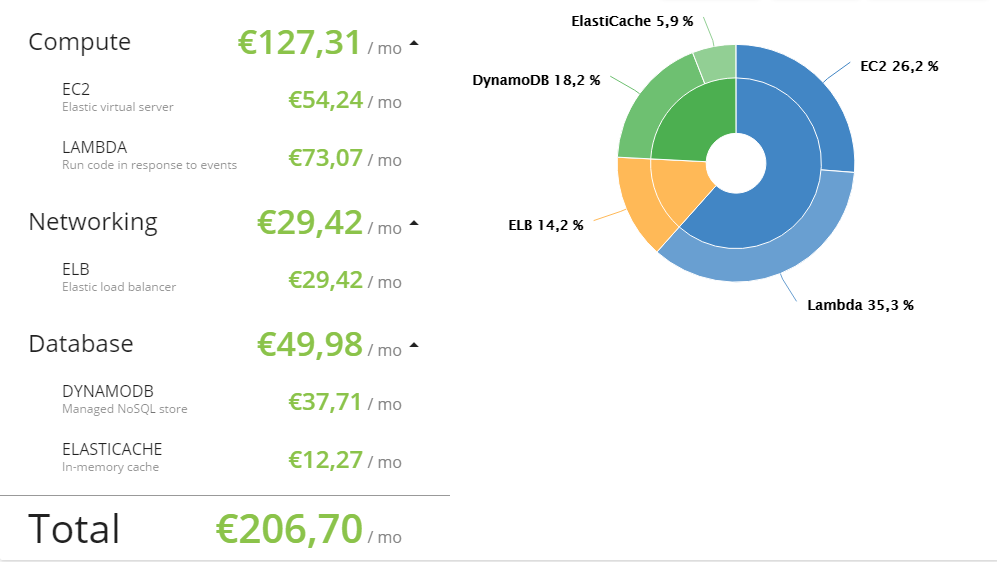 Compute €127,31 / mo
EC2
Elastic virtual server
€54,24 / mo
LAMBDA
Run code in response to events
€73,07 / mo
Networking €29,42 / mo
ELB
Elastic load balancer
€29,42 / mo
Database €49,98 / mo
DYNAMODB
Managed NoSQL store
€37,71 / mo
ELASTICACHE
In-memory cache
€12,27 / mo
Total €206,70 / mo
ElastiCache 5,9 %
EC2 26,2 %
DynamoDB 18,2 %
ELB 14,2 %
Lambda 35,3 %